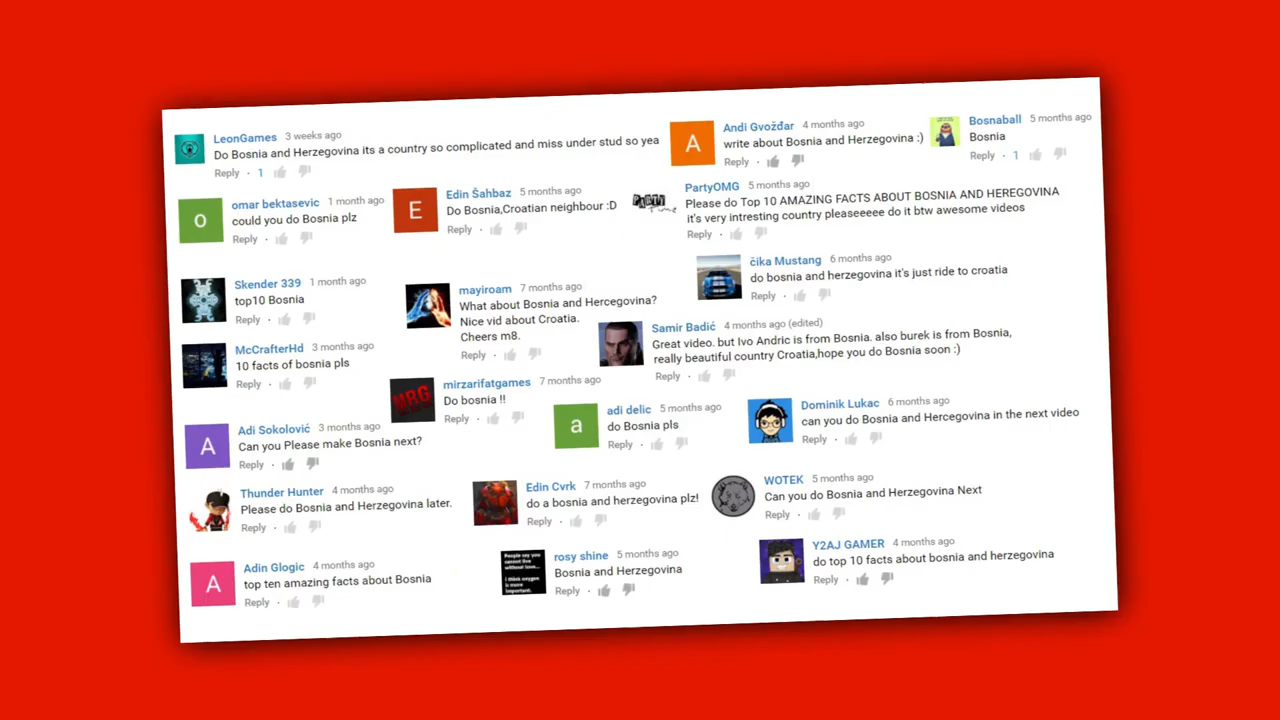 LeonGames 3 weeks ago
Do Bosnia and Herzegovina its a country so complicated and miss under stud so yea
Reply · 1
Andi Gvožđar 4 months ago
write about Bosnia and Herzegovina :)
Reply ·
Bosnaball 5 months ago
Bosnia
Reply · 1
omar bektasevic 1 month ago
could you do Bosnia plz
Reply ·
Edin Šahbaz 5 months ago
Do Bosnia,Croatian neighbour :D
Reply ·
PartyOMG 5 months ago
Please do Top 10 AMAZING FACTS ABOUT BOSNIA AND HEREGOVINA
it's very intresting country pleaseeeee do it btw awesome videos
Reply ·
Skender 339 1 month ago
top10 Bosnia
Reply ·
mayiroam 7 months ago
What about Bosnia and Hercegovina?
Nice vid about Croatia.
Cheers m8.
Reply ·
čika Mustang 6 months ago
do bosnia and herzegovina it's just ride to croatia
Reply ·
Samir Badić 4 months ago (edited)
Great video. but Ivo Andric is from Bosnia. also burek is from Bosnia,
really beautiful country Croatia,hope you do Bosnia soon :)
Reply ·
McCrafterHd 3 months ago
10 facts of bosnia pls
Reply ·
NRG
mirzarifatgames 7 months ago
Do bosnia !!
Reply ·
a
adi delic 5 months ago
do Bosnia pls
Reply ·
Dominik Lukac 6 months ago
can you do Bosnia and Hercegovina in the next video
Reply ·
A
Adi Sokolović 3 months ago
Can you Please make Bosnia next?
Reply ·
Thunder Hunter 4 months ago
Please do Bosnia and Herzegovina later.
Reply ·
Edin Cvrk 7 months ago
do a bosnia and herzegovina plz!
Reply ·
WOTEK 5 months ago
Can you do Bosnia and Herzegovina Next
Reply ·
A
Adin Glogic 4 months ago
top ten amazing facts about Bosnia
Reply ·
People say you
cannot live
without love...
I think oxygen
is more
important.
rosy shine 5 months ago
Bosnia and Herzegovina
Reply ·
Y2AJ GAMER 4 months ago
do top 10 facts about bosnia and herzegovina
Reply ·